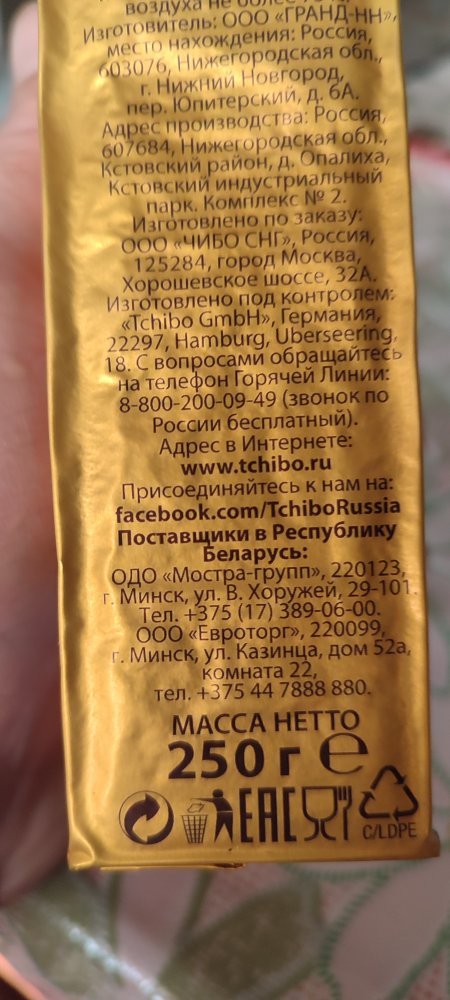 воздуха не более
Изготовитель: ООО «ГРАНД-НН»,
место нахождения: Россия,
603076, Нижегородская обл.,
г. Нижний Новгород,
пер. Юпитерский, д. 6А.
Адрес производства: Россия,
607684, Нижегородская обл.,
Кстовский район, д. Опалиха,
Кстовский индустриальный
парк. Комплекс № 2.
Изготовлено по заказу:
ООО «ЧИБО СНГ», Россия,
125284, город Москва,
Хорошевское шоссе, 32А.
Изготовлено под контролем:
«Tchibo GmbH», Германия,
22297, Hamburg, Uberseering,
18. С вопросами обращайтесь
на телефон Горячей Линии:
8-800-200-09-49 (звонок по
России бесплатный).
Адрес в Интернете:
www.tchibo.ru
Присоединяйтесь к нам на:
facebook.com/TchiboRussia
Поставщики в Республику
Беларусь:
ОДО «Мостра-групп», 220123,
г. Минск, ул. В. Хоружей, 29-101.
Тел. +375 (17) 389-06-00.
ООО «Евроторг», 220099,
г. Минск, ул. Казинца, дом 52а,
комната 22,
тел. +375 44 7888 880.
МАССА НЕТТО
250 г ℮
EAC
C/LDPE